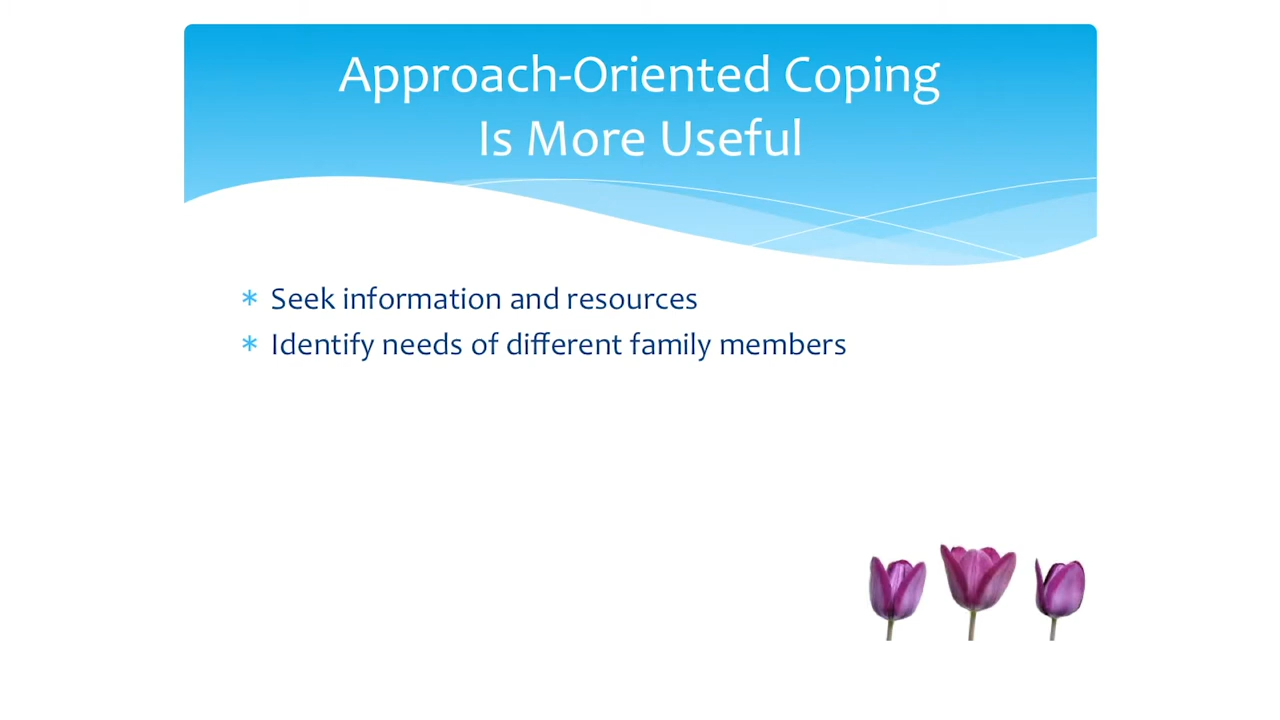 Approach-Oriented Coping
Is More Useful
* Seek information and resources
* Identify needs of different family members